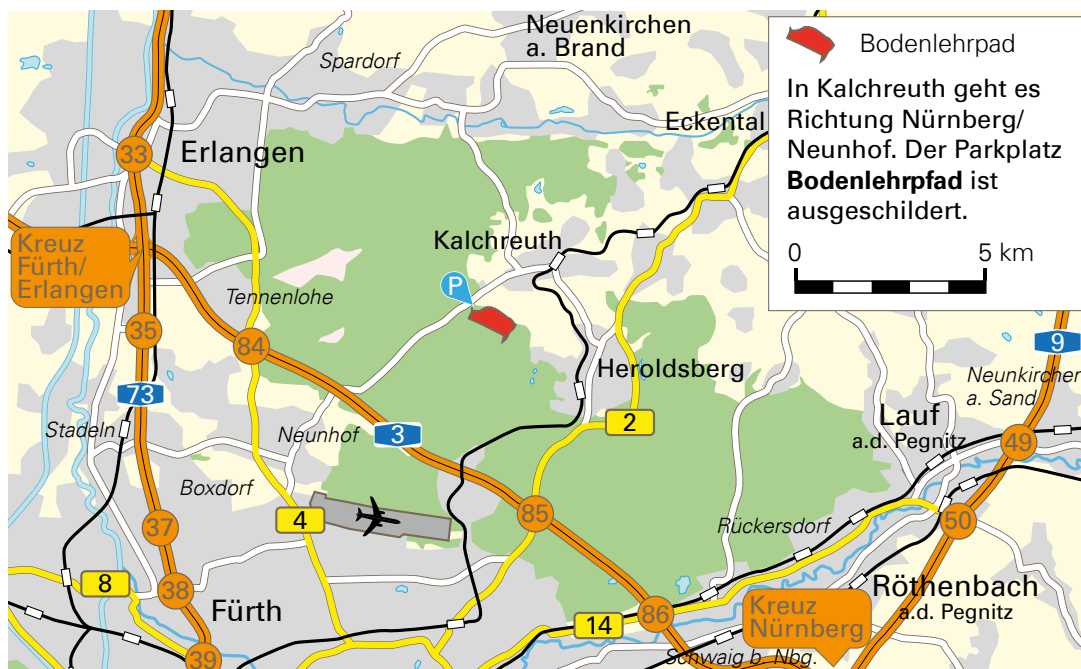 Neuenkirchen
a. Brand
Spardorf
Eckental
33
Erlangen
Kalchreuth
Kreuz
Fürth/
Erlangen
Tennenlohe
P
35
84
73
Heroldsberg
Stadeln
Neunhof
3
2
Boxdorf
4
37
85
8
38
Fürth
39
14
86
Rückersdorf
Lauf
a.d. Pegnitz
9
Neunkirchen
a. Sand
49
50
Röthenbach
a.d. Pegnitz
Kreuz
Nürnberg
Schwaig b. Nbg.
Bodenlehrpad
In Kalchreuth geht es
Richtung Nürnberg/
Neunhof. Der Parkplatz
Bodenlehrpfad ist
ausgeschildert.
0 5 km